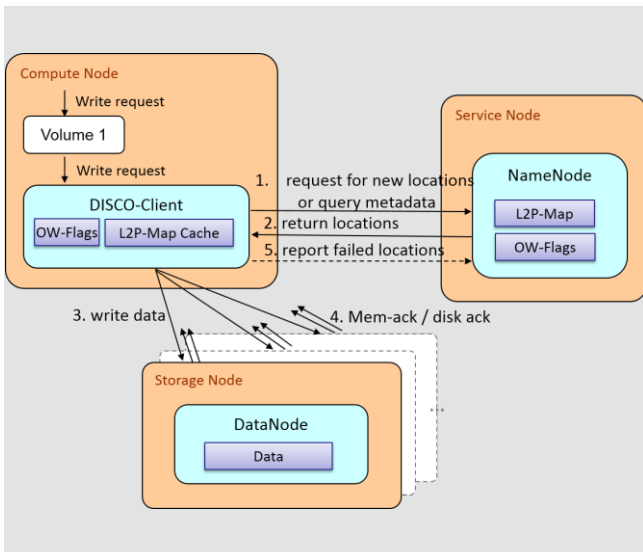 Compute Node
Write request
Volume 1
Write request
DISCO-Client
OW-Flags
L2P-Map Cache
Service Node
NameNode
L2P-Map
OW-Flags
1. request for new locations
or query metadata
2. return locations
5. report failed locations
3. write data
4. Mem-ack / disk ack
Storage Node
DataNode
Data
...